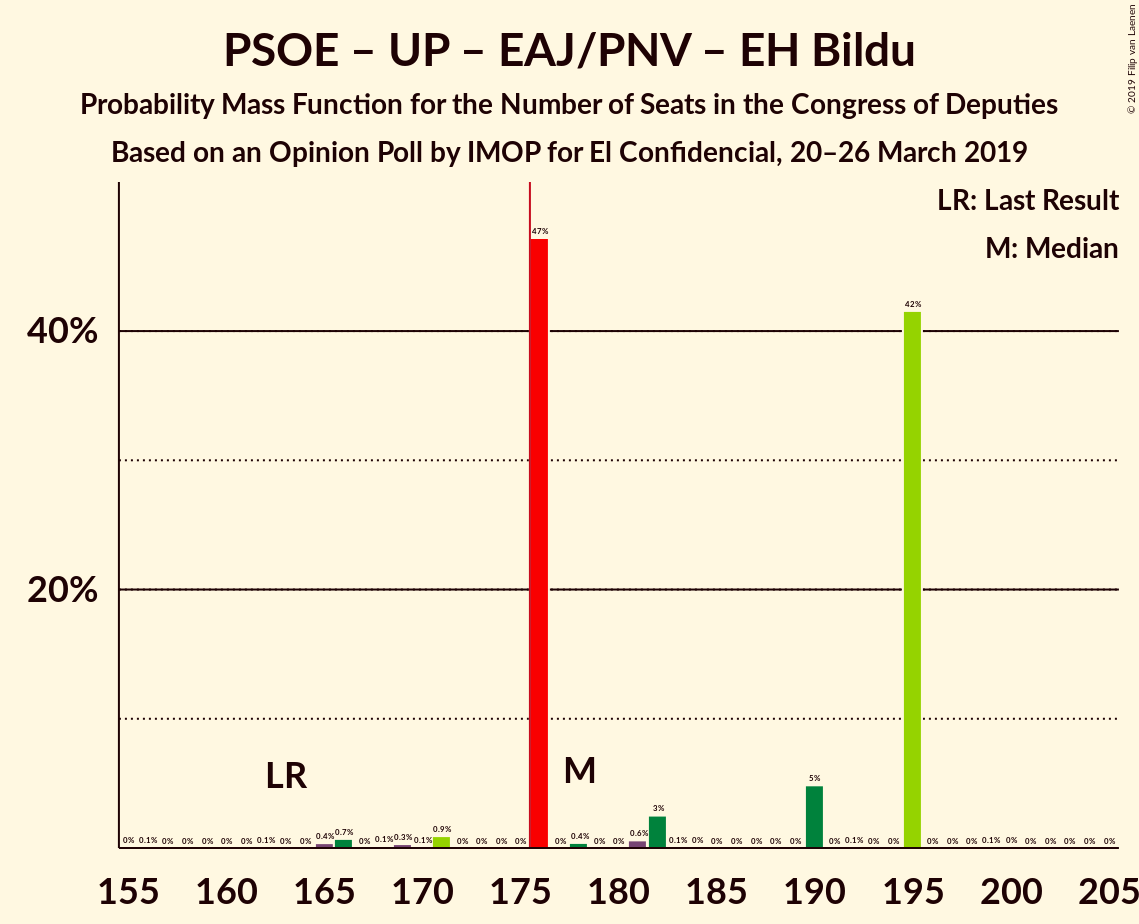 PSOE – UP – EAJ/PNV – EH Bildu
Probability Mass Function for the Number of Seats in the Congress of Deputies
Based on an Opinion Poll by IMOP for El Confidencial, 20–26 March 2019
© 2019 Filip van Laenen
LR: Last Result
M: Median
47%
42%
40%
20%
LR
M
0% 0.1% 0% 0% 0% 0% 0% 0.1% 0% 0% 0.4% 0.7% 0% 0.1% 0.3% 0.1% 0.9% 0% 0% 0% 0% 0% 0.4% 0% 0% 0.6% 3% 0.1% 0% 0% 0% 0% 0% 0% 5% 0% 0.1% 0% 0% 0% 0% 0% 0.1% 0% 0% 0% 0% 0% 0%
155 160 165 170 175 180 185 190 195 200 205